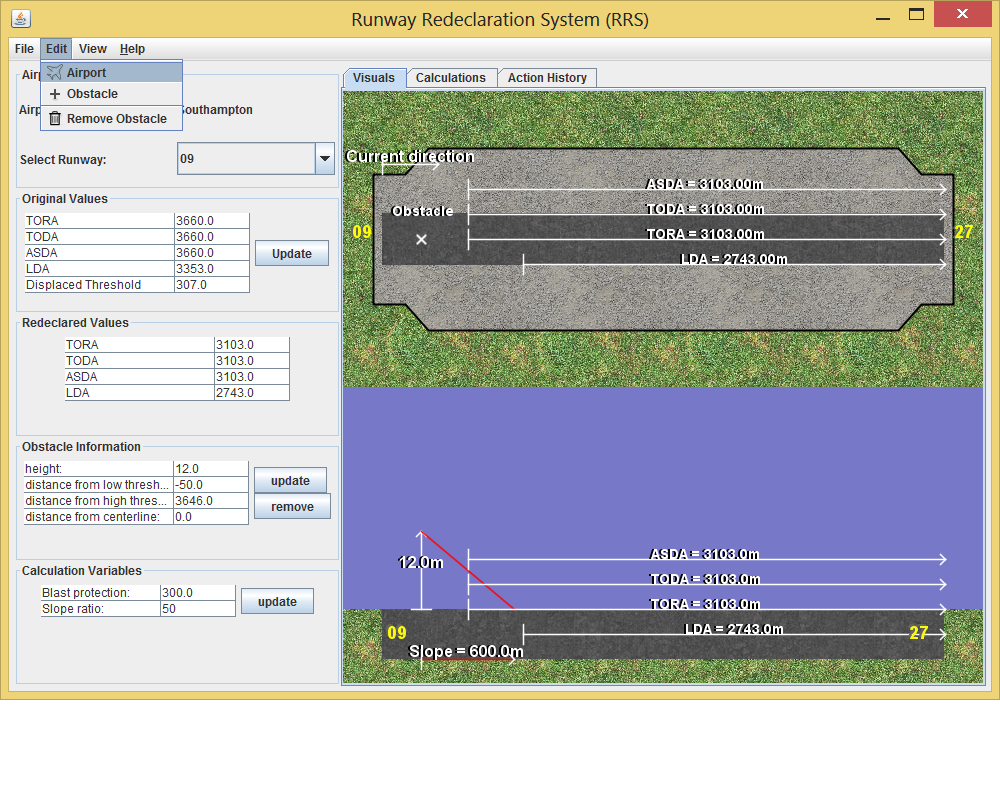 Runway Redeclaration System (RRS)
File Edit View Help
Airport
Obstacle
Remove Obstacle
Southampton
Select Runway: 09
Original Values
TORA 3660.0
TODA 3660.0
ASDA 3660.0
LDA 3353.0
Displaced Threshold 307.0
Update
Redeclared Values
TORA 3103.0
TODA 3103.0
ASDA 3103.0
LDA 2743.0
Obstacle Information
height: 12.0
distance from low thresh... -50.0
distance from high thres... 3646.0
distance from centerline: 0.0
update
remove
Calculation Variables
Blast protection: 300.0
Slope ratio: 50
update
Visuals Calculations Action History
Current direction
ASDA = 3103.00m
TODA = 3103.00m
Obstacle
09 TORA = 3103.00m 27
LDA = 2743.00m
ASDA = 3103.0m
12.0m
TODA = 3103.0m
TORA = 3103.0m
09 LDA = 2743.0m 27
Slope = 600.0m